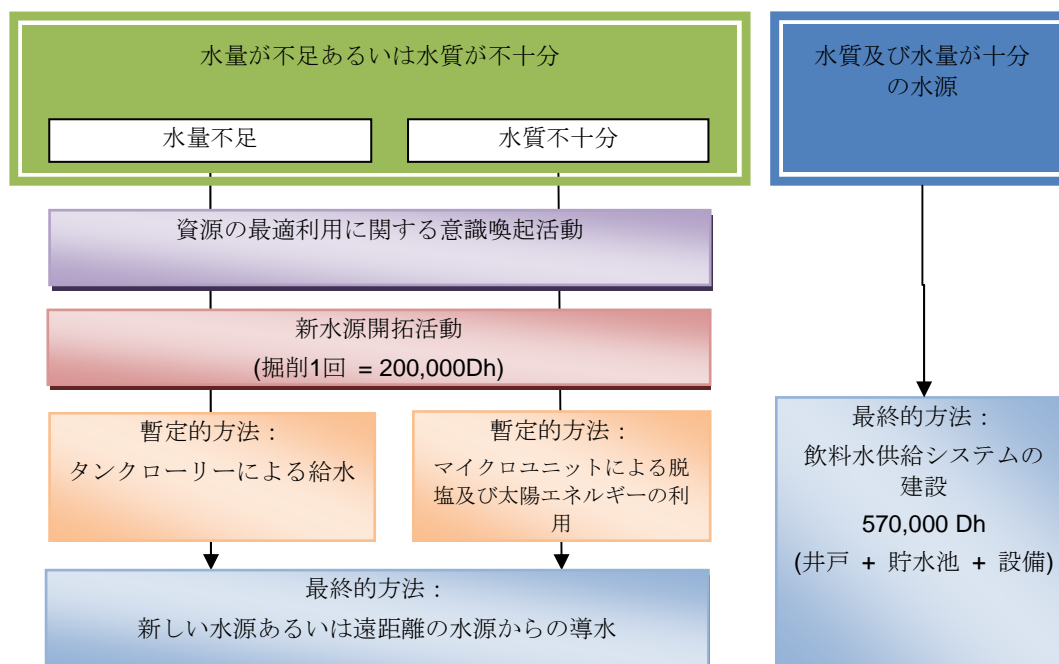 水量が不足あるいは水質が不十分
水量不足
水質不十分
資源の最適利用に関する意識喚起活動
新水源開拓活動
(掘削1回 = 200,000Dh)
暫定的方法：
タンクローリーによる給水
暫定的方法：
マイクロユニットによる脱
塩及び太陽エネルギーの利
用
最終的方法：
新しい水源あるいは遠距離の水源からの導水
水質及び水量が十分
の水源
最終的方法：
飲料水供給システムの
建設
570,000 Dh
(井戸 + 貯水池 + 設備)